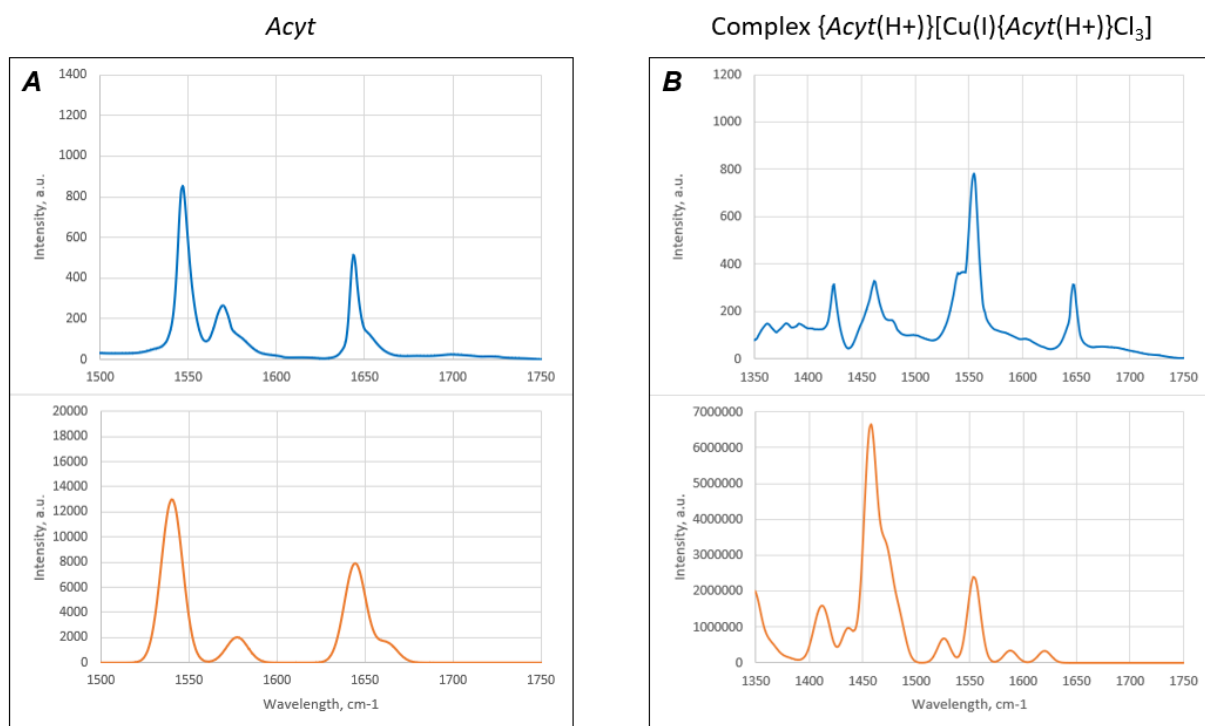 Acyt
Complex {Acyt(H+)}[Cu(I){Acyt(H+)}Cl3]
A
1400
1200
1000
800
600
400
200
0
Intensity, a.u.
1500 1550 1600 1650 1700 1750
20000
18000
16000
14000
12000
10000
8000
6000
4000
2000
0
Intensity, a.u.
1500 1550 1600 1650 1700 1750
Wavelength, cm-1
B
1200
1000
800
600
400
200
0
Intensity, a.u.
1350 1400 1450 1500 1550 1600 1650 1700 1750
7000000
6000000
5000000
4000000
3000000
2000000
1000000
0
Intensity, a.u.
1350 1400 1450 1500 1550 1600 1650 1700 1750
Wavelength, cm-1